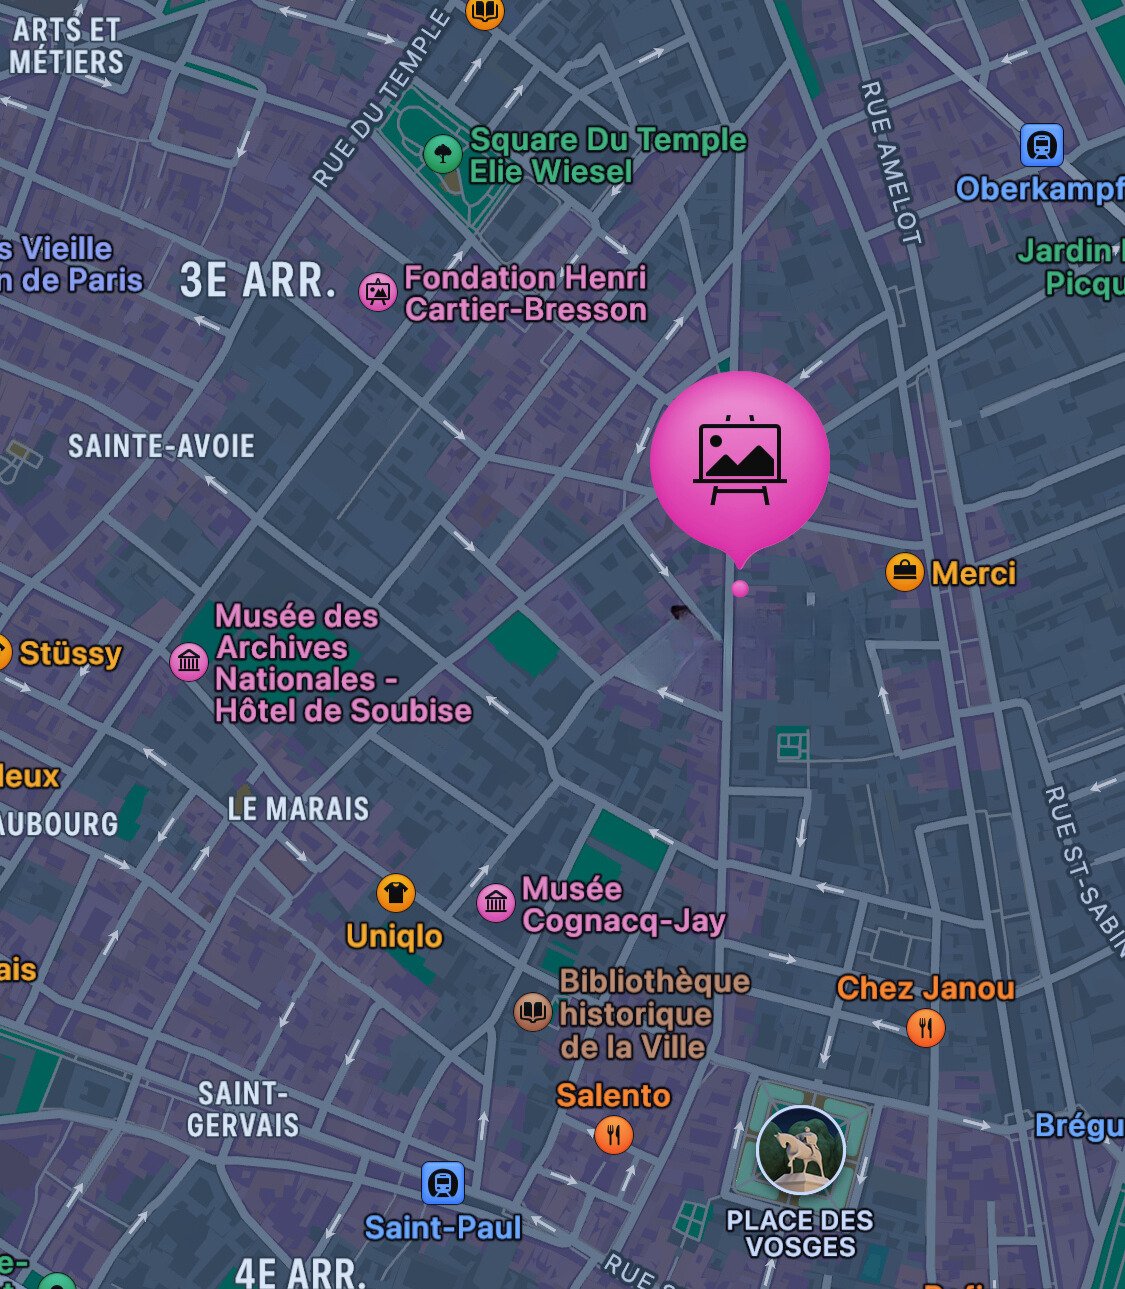 ARTS ET
MÉTIERS
RUE DU TEMPLE
RUE AMELOT
Square Du Temple
Elie Wiesel
Oberkampf
s Vieille
n de Paris
3E ARR.
Fondation Henri
Cartier-Bresson
Jardin
Picqu
SAINTE-AVOIE
Merci
Musée des
Archives
Nationales -
Hôtel de Soubise
Stüssy
LE MARAIS
AUBOURG
RUE ST-SABIN
Uniqlo
Musée
Cognacq-Jay
ais
Bibliothèque
historique
de la Ville
Chez Janou
SAINT-
GERVAIS
Salento
Brégu
Saint-Paul
PLACE DES
VOSGES
4E ARR.
RUE S